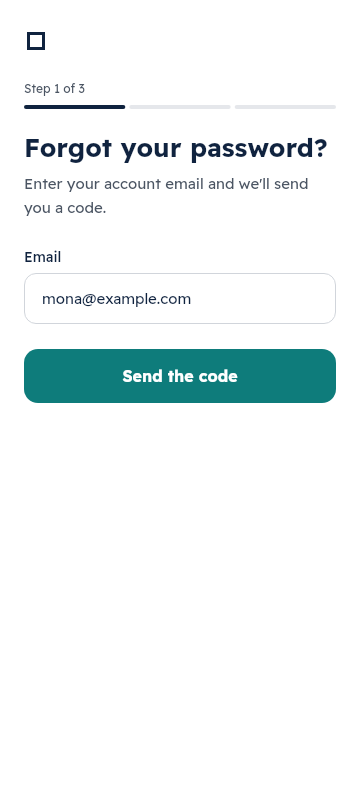 Step 1 of 3
Forgot your password?
Enter your account email and we'll send
you a code.
Email
mona@example.com
Send the code